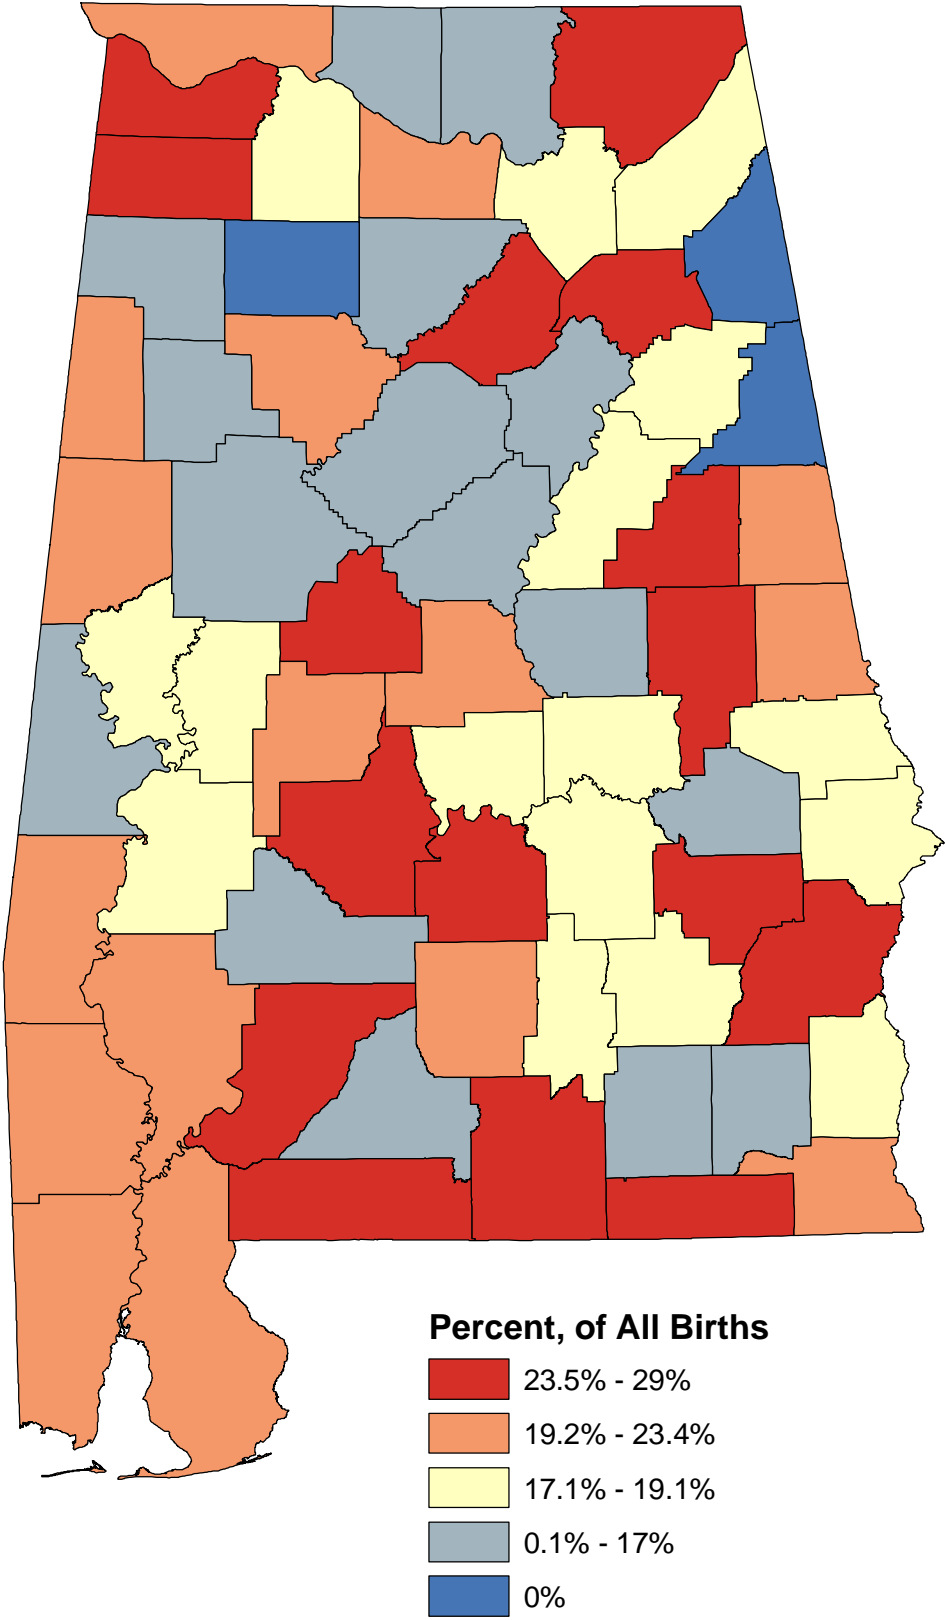 Percent, of All Births
23.5% - 29%
19.2% - 23.4%
17.1% - 19.1%
0.1% - 17%
0%